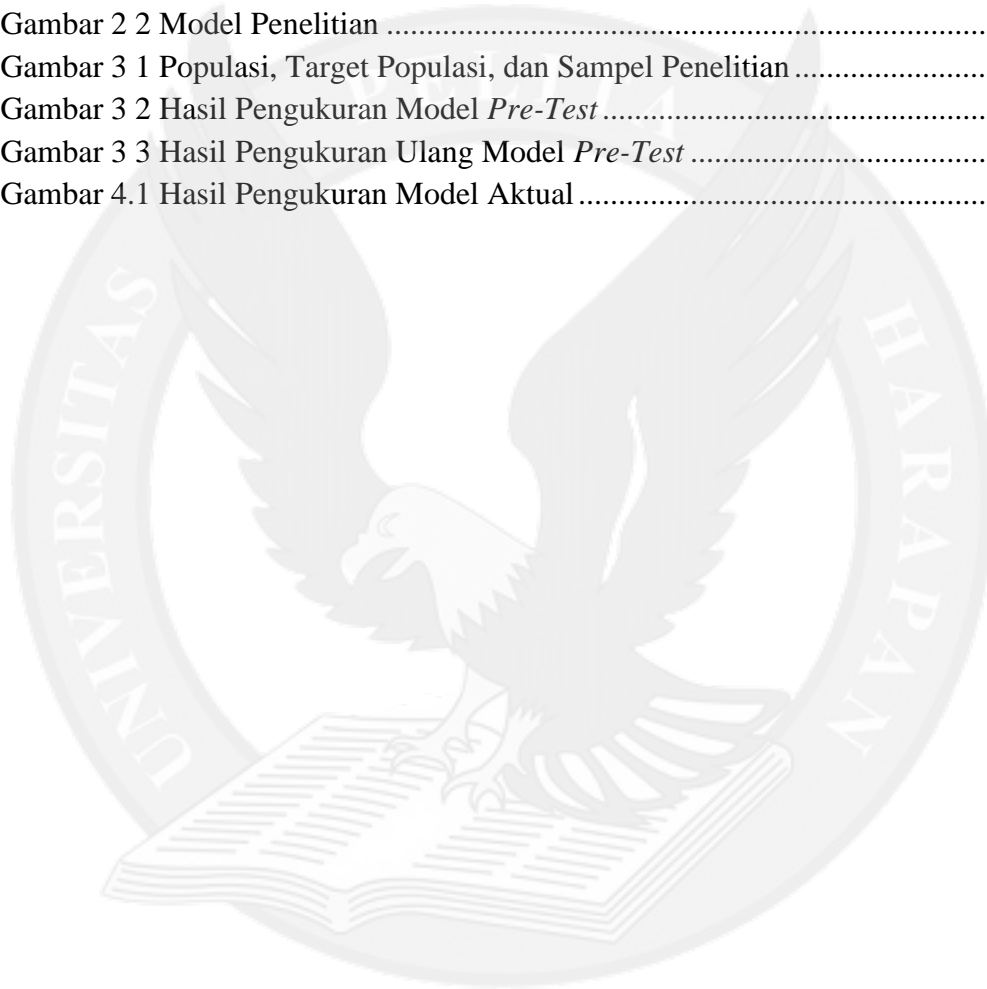 Gambar 2 2 Model Penelitian ............................................................................
Gambar 3 1 Populasi, Target Populasi, dan Sampel Penelitian ........................
Gambar 3 2 Hasil Pengukuran Model Pre-Test ................................................
Gambar 3 3 Hasil Pengukuran Ulang Model Pre-Test .....................................
Gambar 4.1 Hasil Pengukuran Model Aktual ...................................................
UNIVERSITAS PELITA HARAPAN